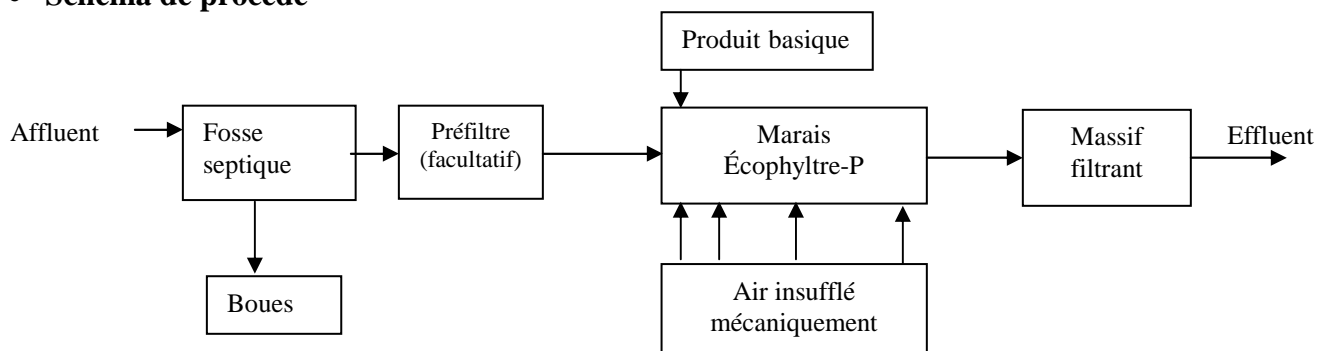 • Schéma de procédé
Produit basique
Affluent
Fosse
septique
Préfiltre
(facultatif)
Marais
Écophyltre-P
Massif
filtrant
Effluent
Boues
Air insufflé
mécaniquement